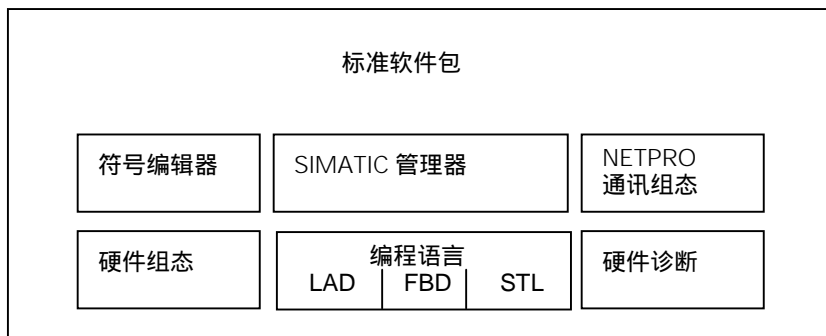 标准软件包
符号编辑器
SIMATIC 管理器
NETPRO
通讯组态
硬件组态
编程语言
LAD FBD STL
硬件诊断